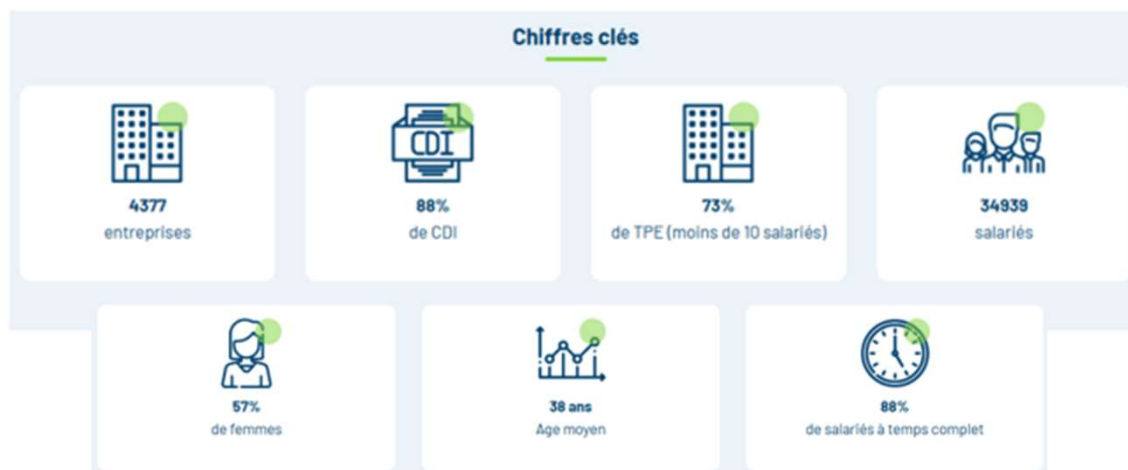 Chiffres clés
4377
entreprises
CDI
88%
de CDI
73%
de TPE (moins de 10 salariés)
34939
salariés
57%
de femmes
38 ans
Age moyen
88%
de salariés à temps complet